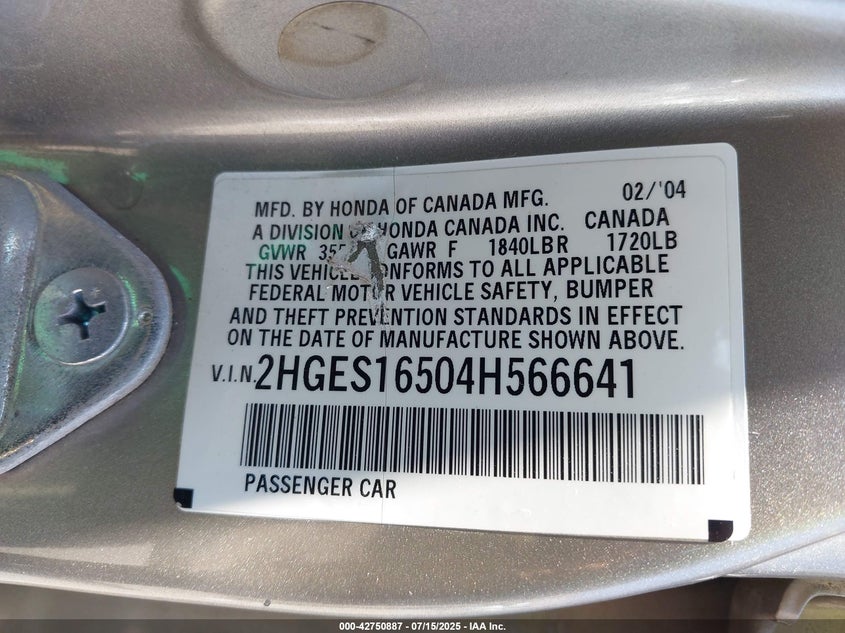 MFD. BY HONDA OF CANADA MFG. 02/'04
A DIVISION HONDA CANADA INC. CANADA
GVWR GAWR F 1840LBR 1720LB
THIS VEHICLE CONFORMS TO ALL APPLICABLE
FEDERAL MOTOR VEHICLE SAFETY, BUMPER
AND THEFT PREVENTION STANDARDS IN EFFECT
ON THE DATE OF MANUFACTURE SHOWN ABOVE.
V.I.N. 2HGES16504H566641
PASSENGER CAR
000-42750887 - 07/15/2025 - IAA Inc.